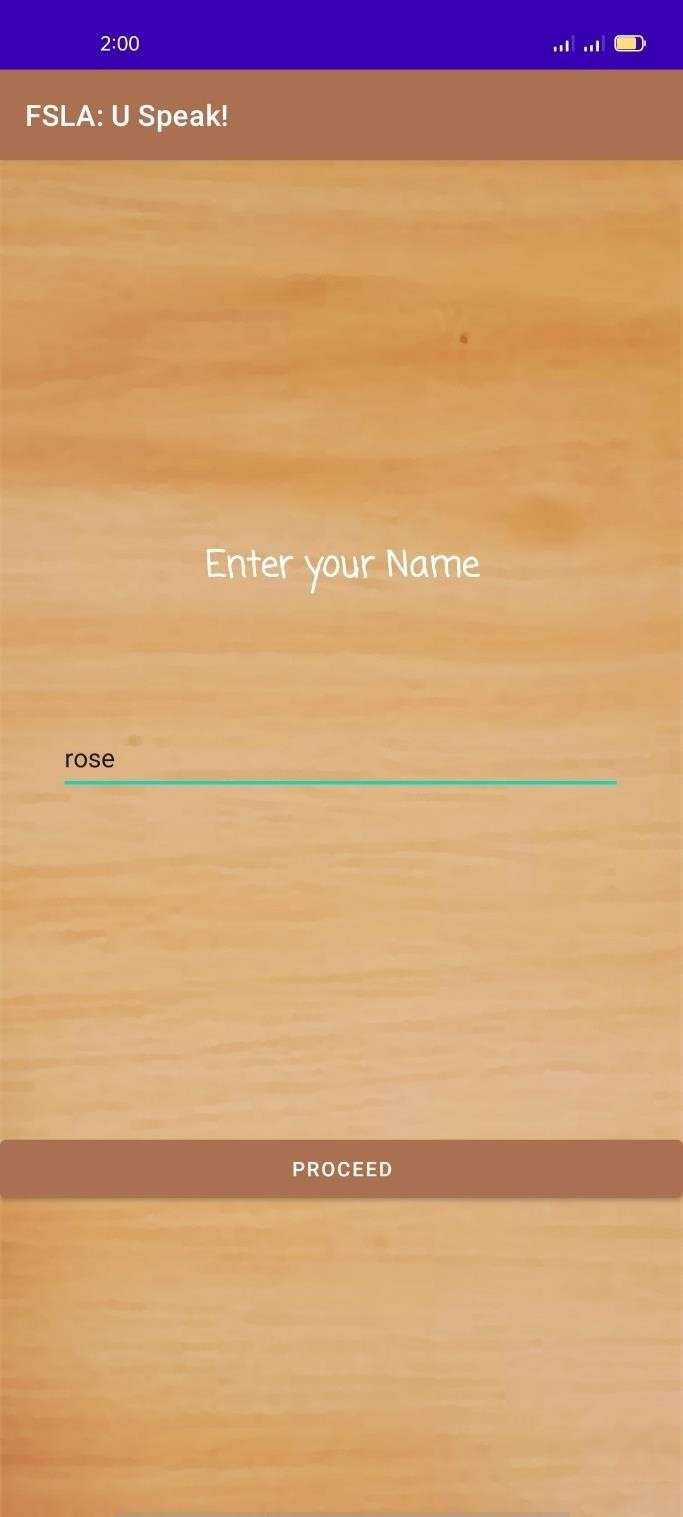 2:00
FSLA: U Speak!
Enter your Name
rose
PROCEED